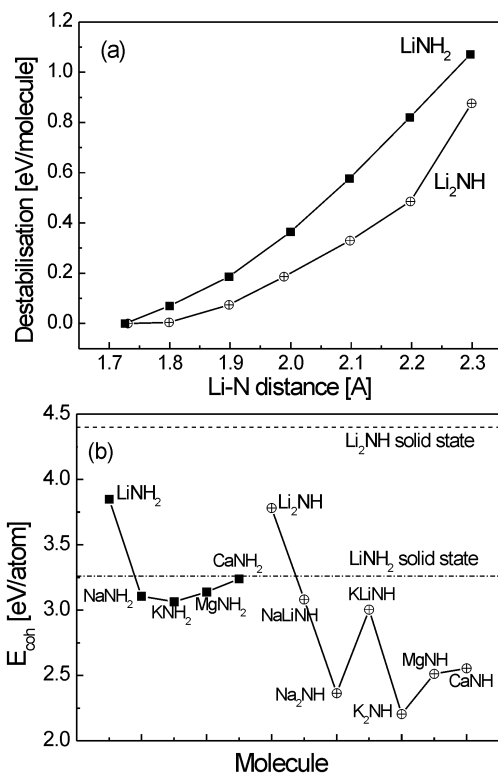 (a)
LiNH₂
Li₂NH
Destabilisation [eV/molecule]
1.2
1.0
0.8
0.6
0.4
0.2
0.0
1.7 1.8 1.9 2.0 2.1 2.2 2.3
Li-N distance [A]
(b)
Li₂NH solid state
LiNH₂
Li₂NH
LiNH₂ solid state
CaNH₂
NaNH₂
KNH₂
MgNH₂
NaLiNH
KLiNH
Na₂NH
K₂NH
MgNH
CaNH
E_coh [eV/atom]
4.5
4.0
3.5
3.0
2.5
2.0
Molecule